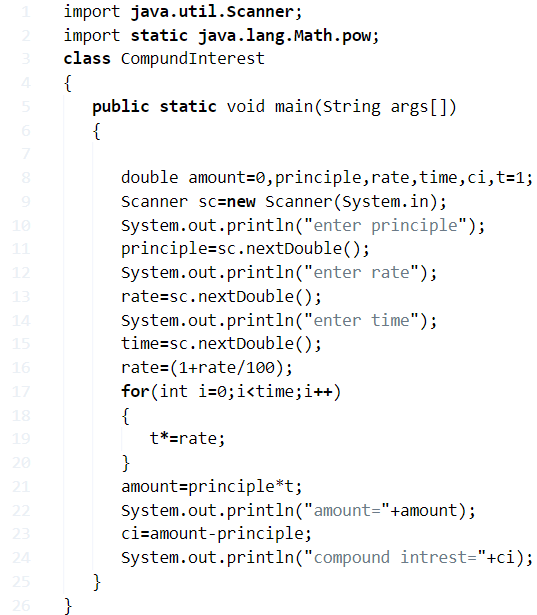 1 import java.util.Scanner;
2 import static java.lang.Math.pow;
3 class CompundInterest
4 {
5 public static void main(String args[])
6 {
7
8 double amount=0,principle,rate,time,ci,t=1;
9 Scanner sc=new Scanner(System.in);
10 System.out.println("enter principle");
11 principle=sc.nextDouble();
12 System.out.println("enter rate");
13 rate=sc.nextDouble();
14 System.out.println("enter time");
15 time=sc.nextDouble();
16 rate=(1+rate/100);
17 for(int i=0;i<time;i++)
18 {
19 t*=rate;
20 }
21 amount=principle*t;
22 System.out.println("amount="+amount);
23 ci=amount-principle;
24 System.out.println("compound intrest="+ci);
25 }
26 }